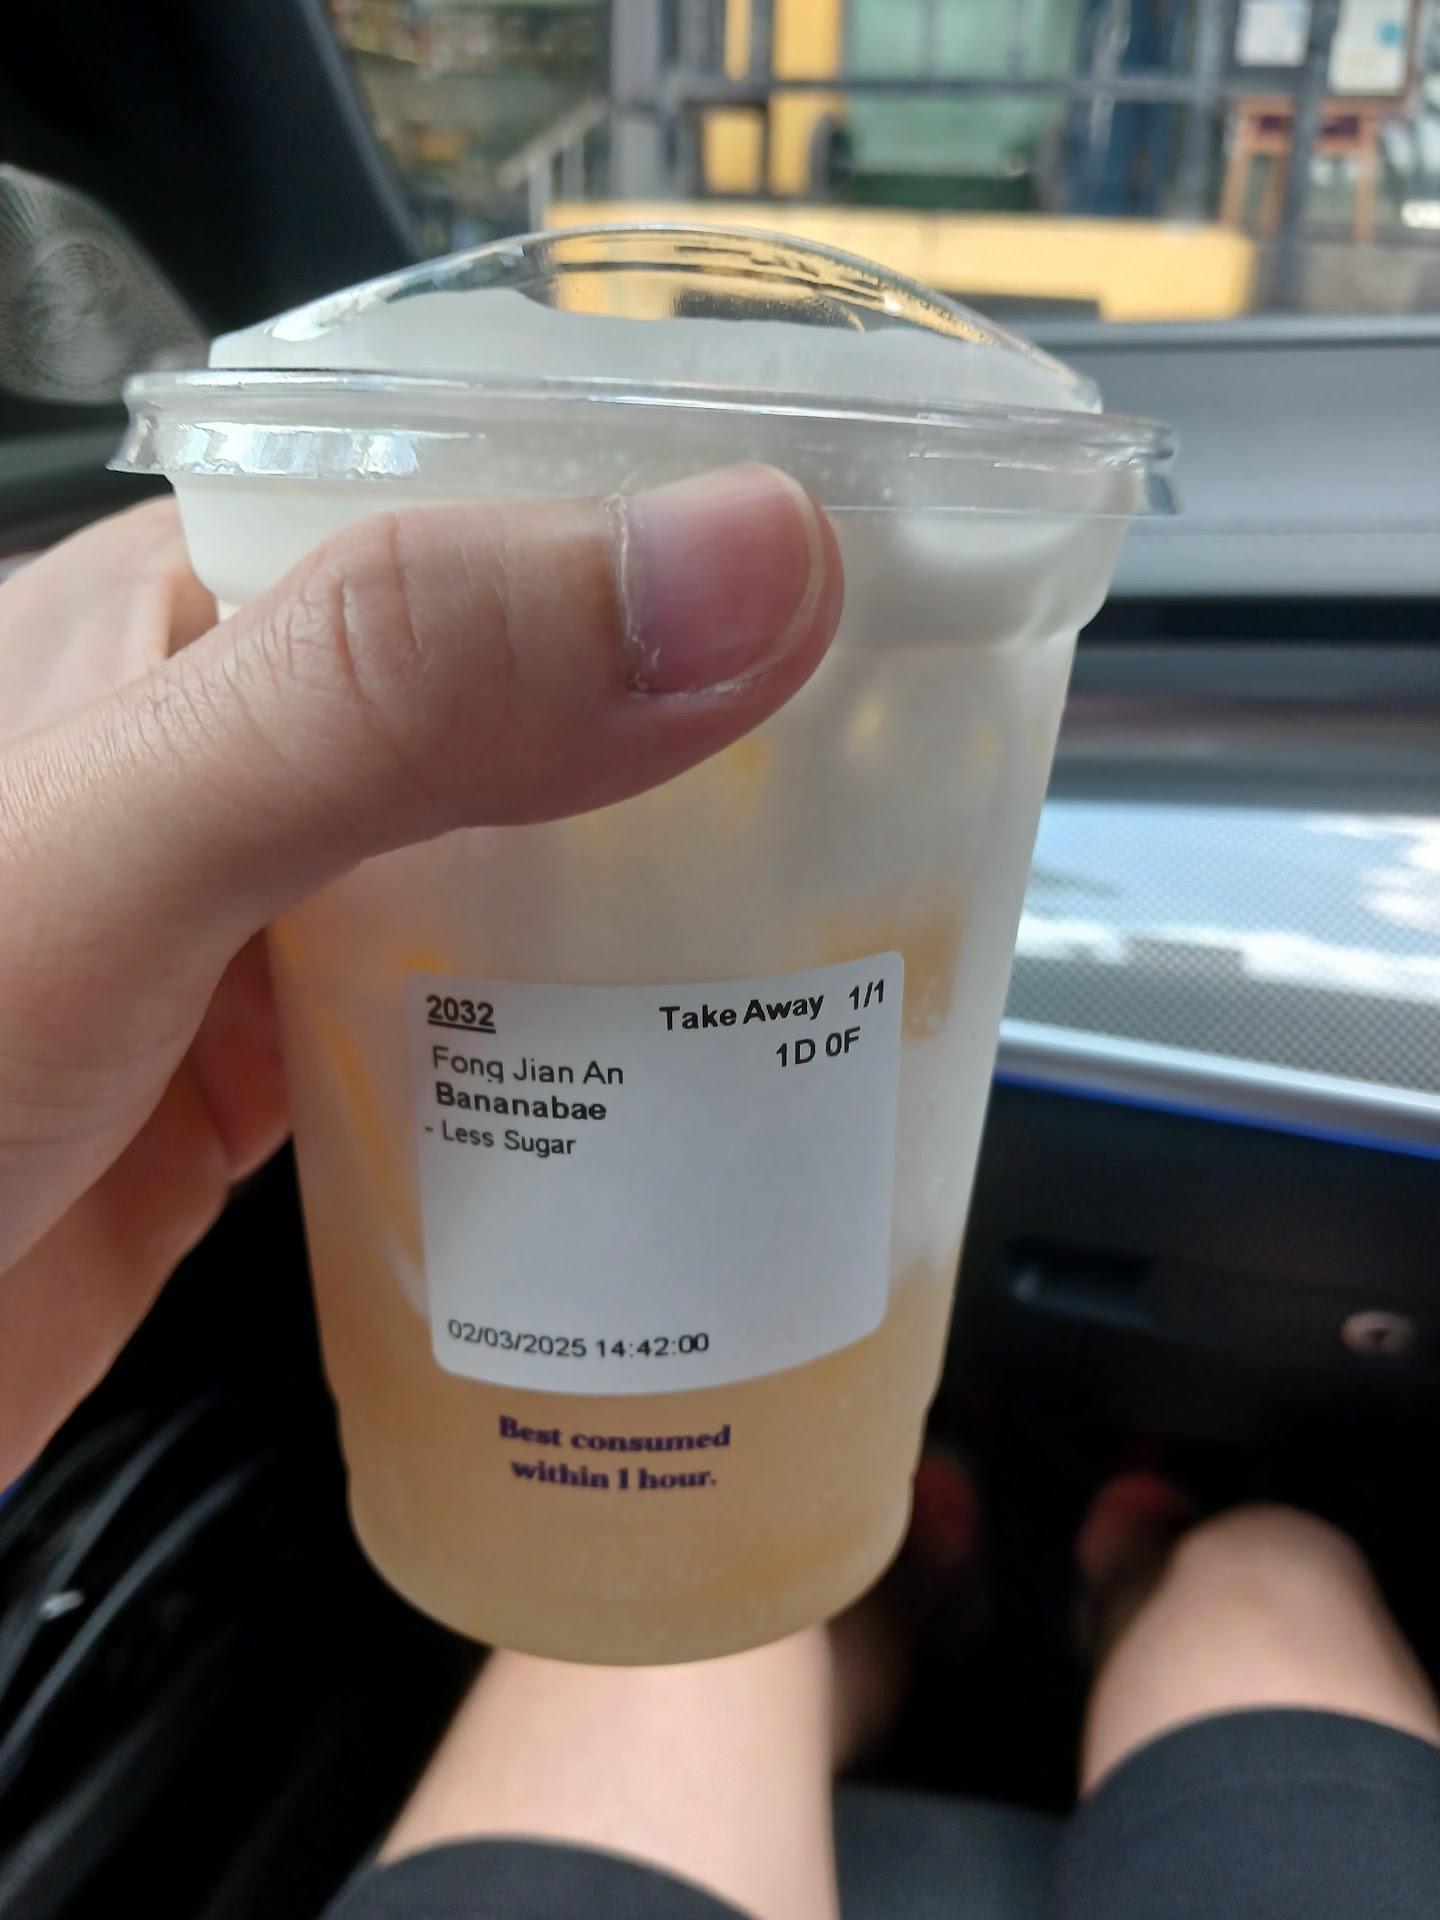 2032 Take Away 1/1
1D 0F
Fong Jian An
Bananabae
- Less Sugar
02/03/2025 14:42:00
Best consumed
within 1 hour.